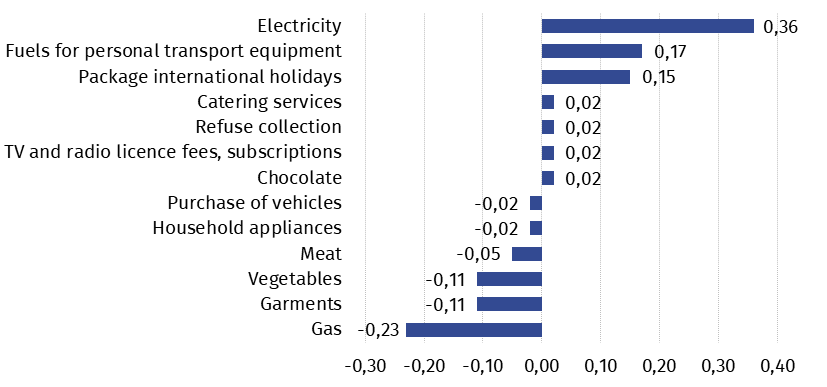 Electricity 0,36
Fuels for personal transport equipment 0,17
Package international holidays 0,15
Catering services 0,02
Refuse collection 0,02
TV and radio licence fees, subscriptions 0,02
Chocolate 0,02
Purchase of vehicles -0,02
Household appliances -0,02
Meat -0,05
Vegetables -0,11
Garments -0,11
Gas -0,23
-0,30 -0,20 -0,10 0,00 0,10 0,20 0,30 0,40